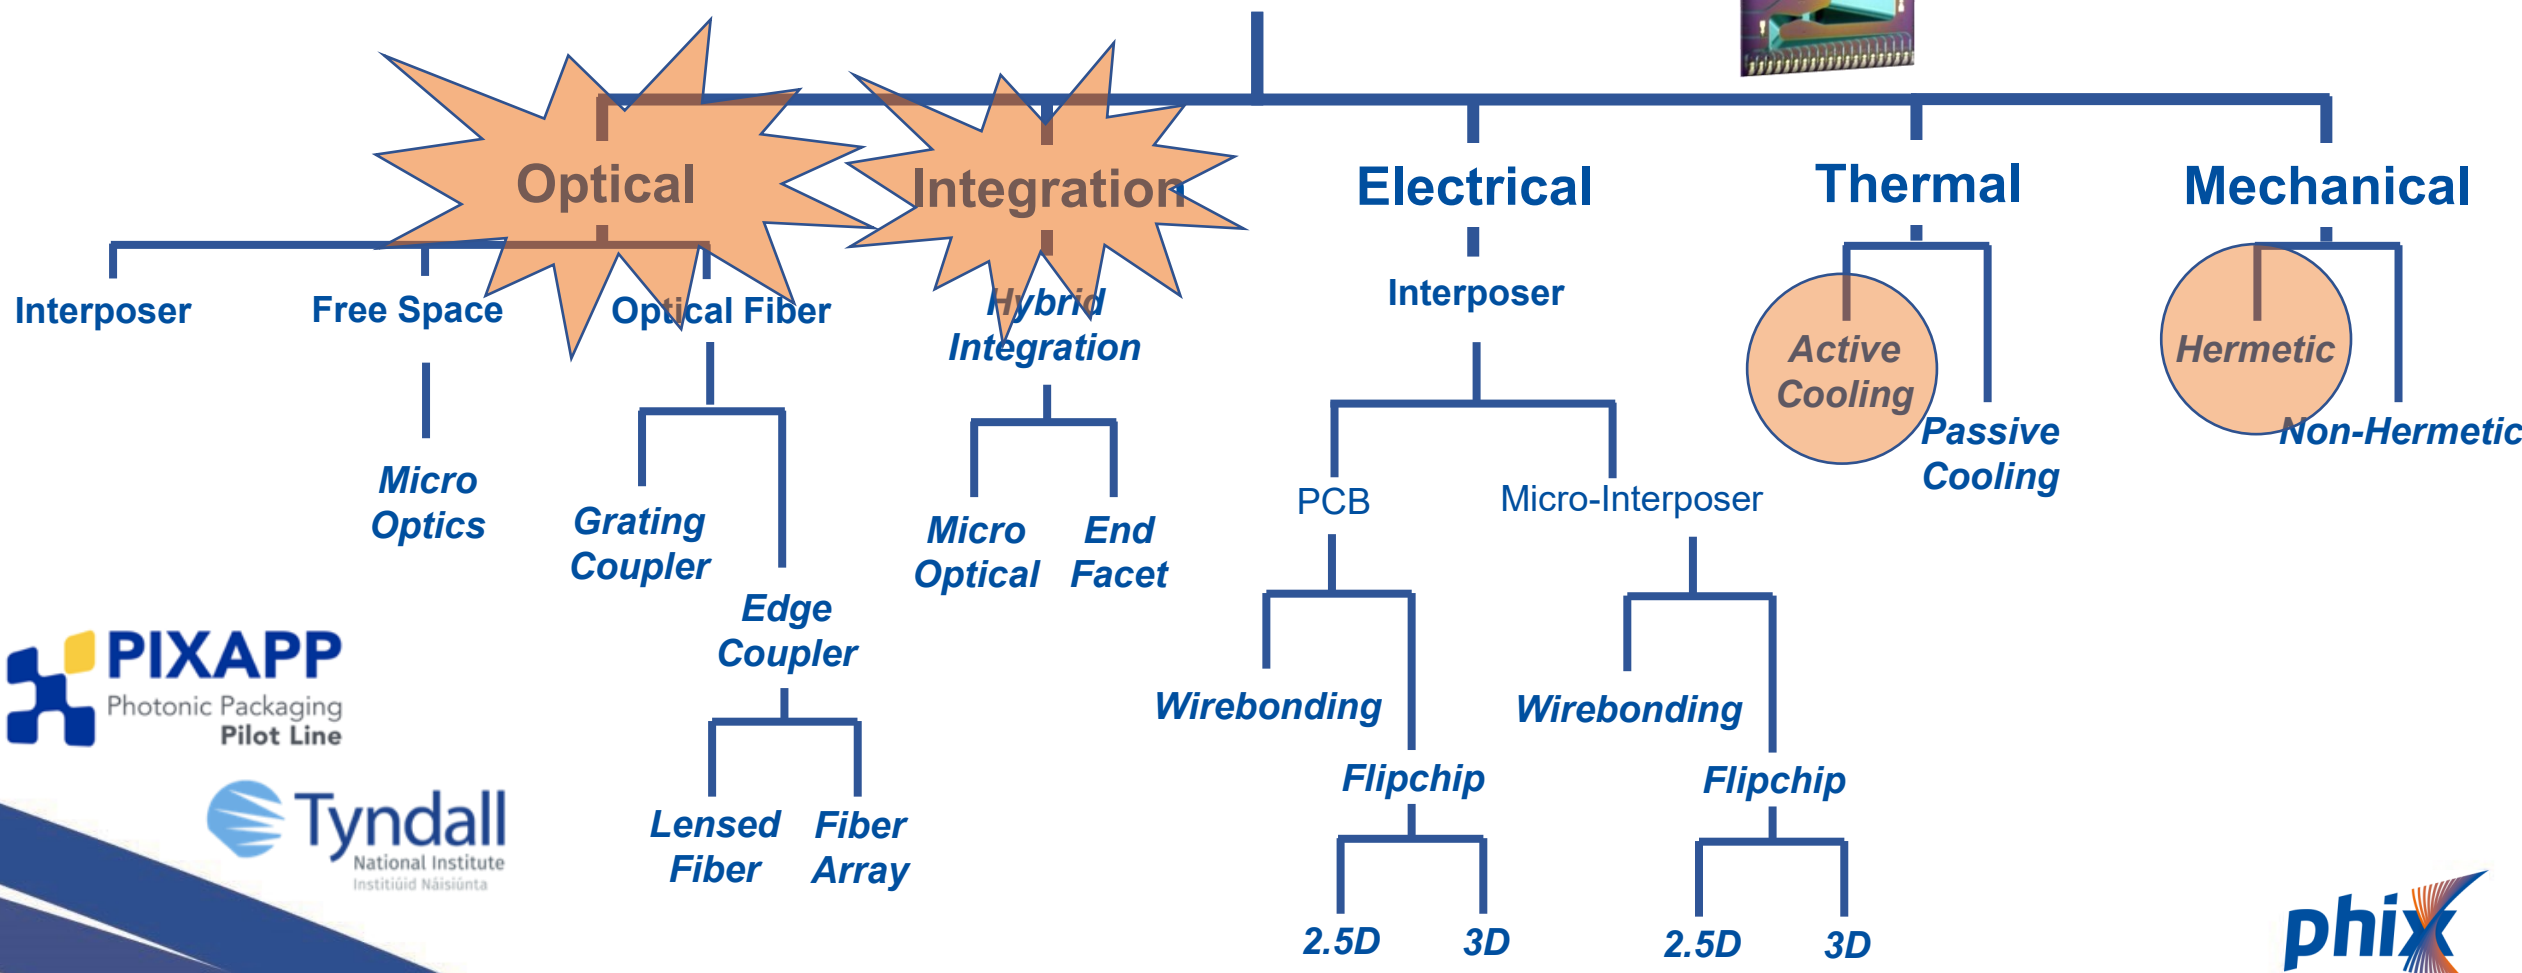 Optical
Integration
Electrical
Thermal
Mechanical
Interposer
Free Space
Optical Fiber
Hybrid
Integration
Interposer
Active
Cooling
Hermetic
Passive
Cooling
Non-Hermetic
Micro
Optics
Grating
Coupler
Micro
Optical
End
Facet
PCB
Micro-Interposer
Edge
Coupler
Wirebonding
Wirebonding
Flipchip
Flipchip
Lensed
Fiber
Fiber
Array
2.5D
3D
2.5D
3D
PIXAPP
Photonic Packaging
Pilot Line
Tyndall
National Institute
Institiúid Náisiúnta
phix